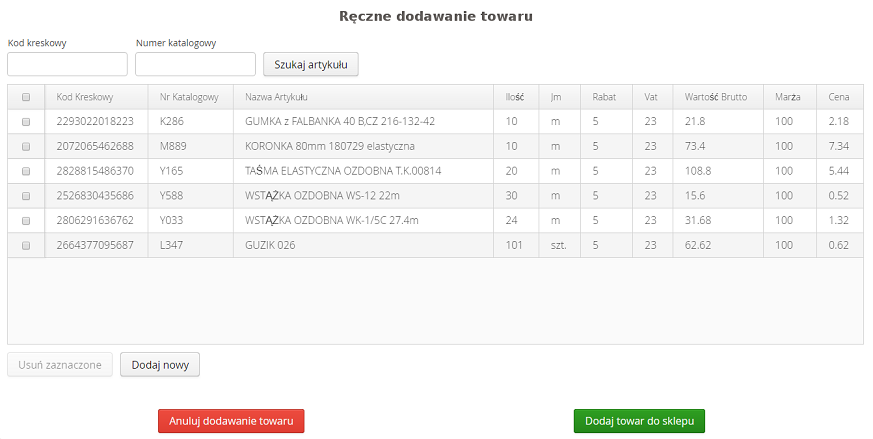 Ręczne dodawanie towaru
Kod kreskowy Numer katalogowy
Szukaj artykułu
Kod Kreskowy Nr Katalogowy Nazwa Artykułu Ilość Jm Rabat Vat Wartość Brutto Marża Cena
2293022018223 K286 GUMKA z FALBANKA 40 B,CZ 216-132-42 10 m 5 23 21.8 100 2.18
2072065462688 M889 KORONKA 80mm 180729 elastyczna 10 m 5 23 73.4 100 7.34
2828815486370 Y165 TAŚMA ELASTYCZNA OZDOBNA T.K.00814 20 m 5 23 108.8 100 5.44
2526830435686 Y588 WSTĄŻKA OZDOBNA WS-12 22m 30 m 5 23 15.6 100 0.52
2806291636762 Y033 WSTĄŻKA OZDOBNA WK-1/5C 27.4m 24 m 5 23 31.68 100 1.32
2664377095687 L347 GUZIK 026 101 szt. 5 23 62.62 100 0.62
Usuń zaznaczone Dodaj nowy
Anuluj dodawanie towaru Dodaj towar do sklepu